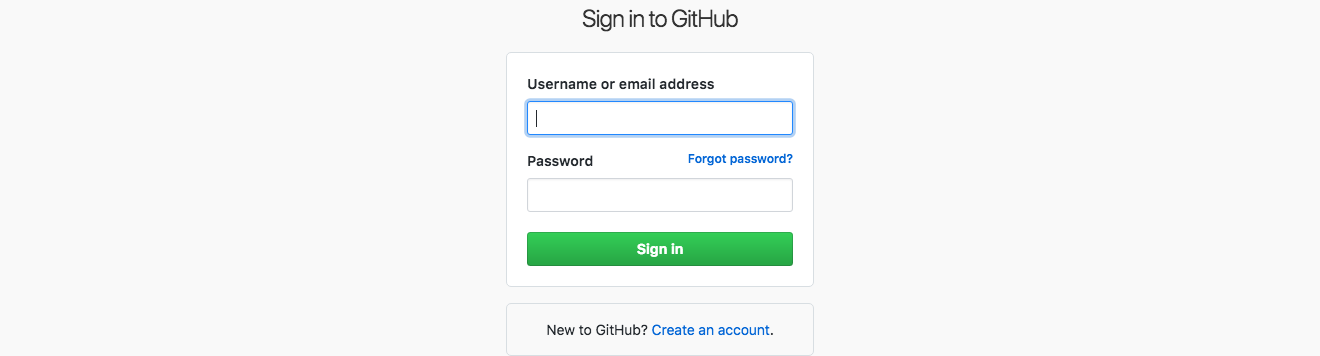 Sign in to GitHub
Username or email address
Password Forgot password?
Sign in
New to GitHub? Create an account.